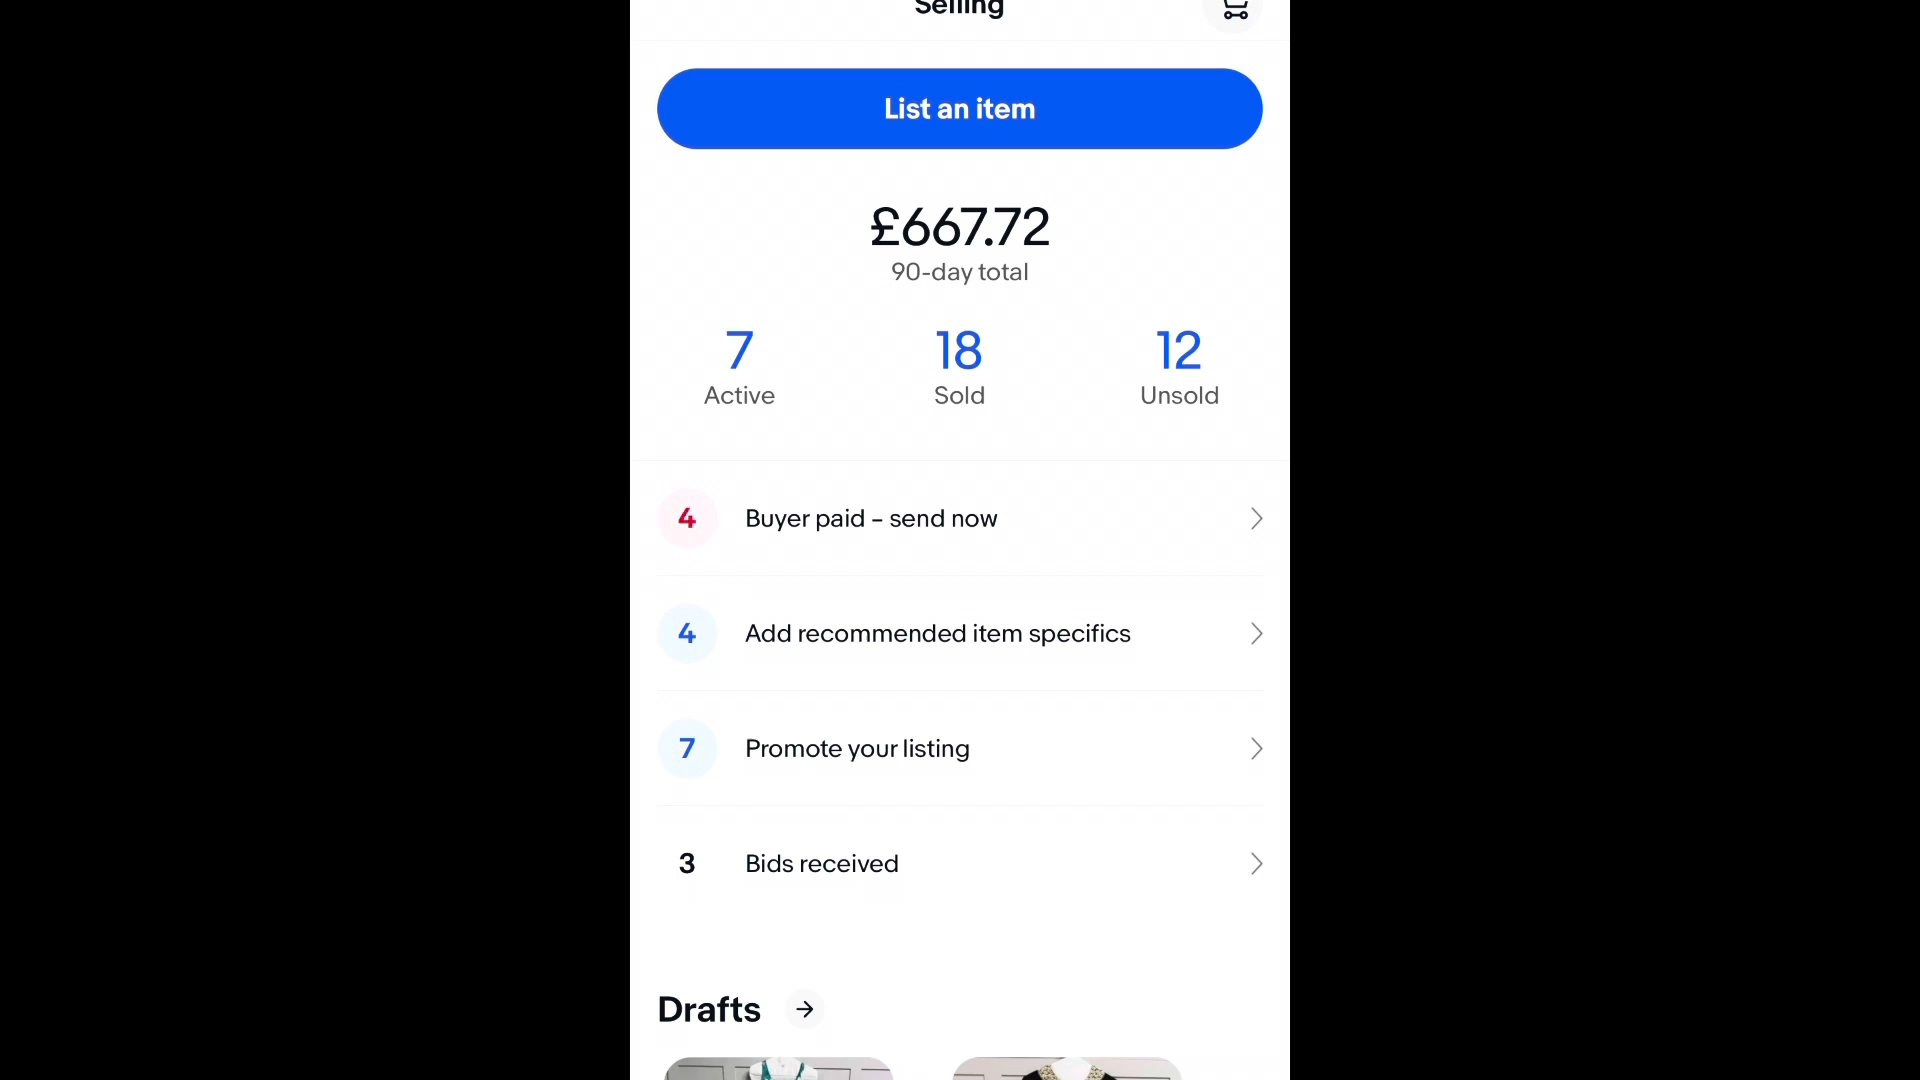 Selling
List an item
£667.72
90-day total
7 18 12
Active Sold Unsold
4 Buyer paid – send now
4 Add recommended item specifics
7 Promote your listing
3 Bids received
Drafts